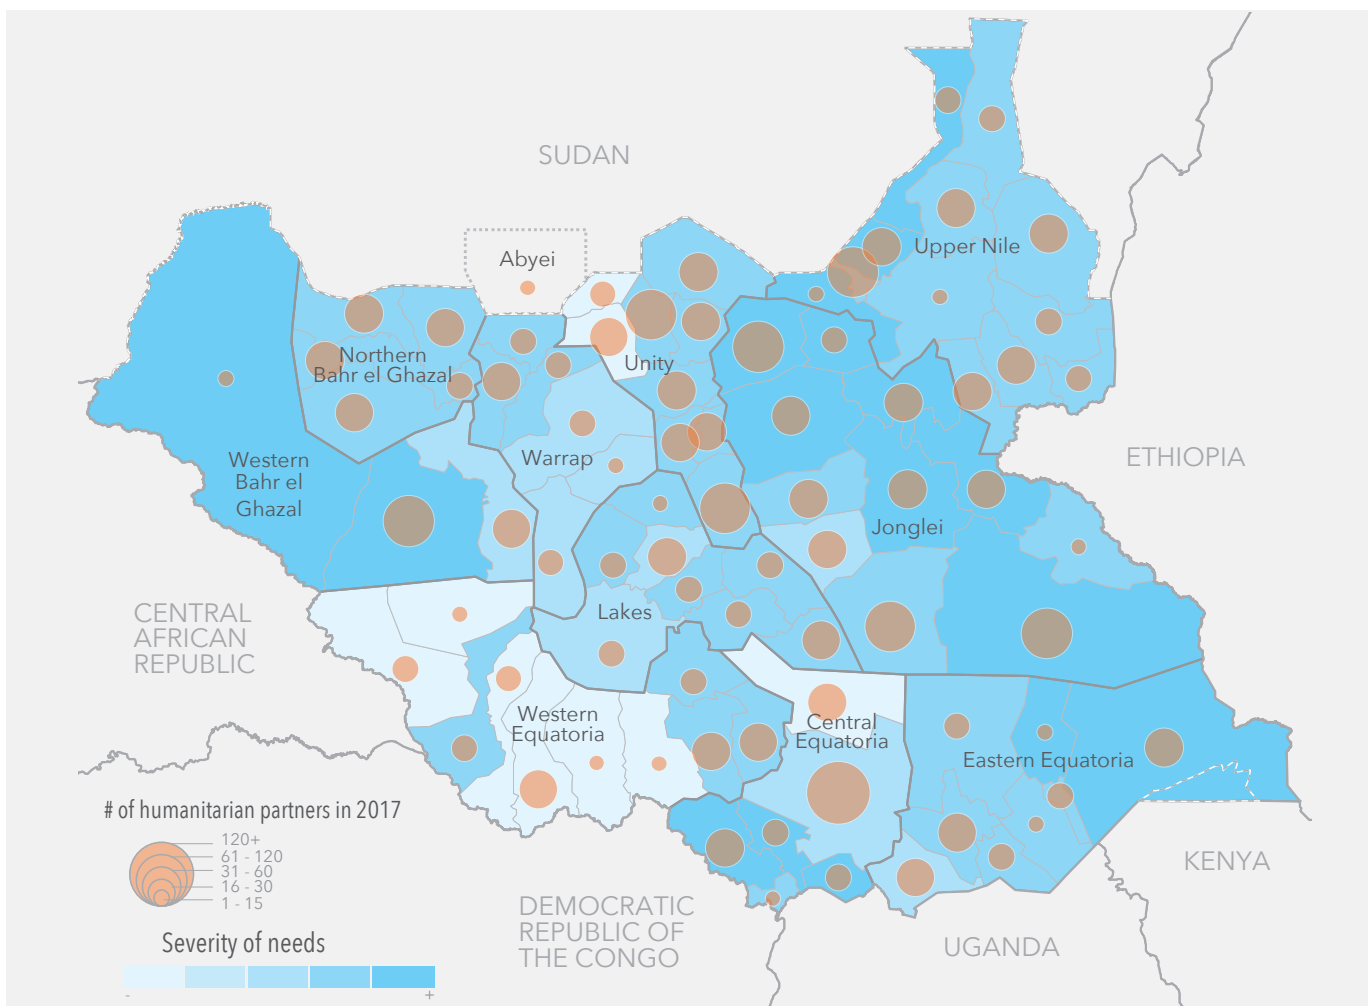 SUDAN
Abyei
Upper Nile
Northern
Bahr el Ghazal
Unity
ETHIOPIA
Warrap
Western
Bahr el
Ghazal
Jonglei
CENTRAL
AFRICAN
REPUBLIC
Lakes
Western
Equatoria
Central
Equatoria
Eastern Equatoria
# of humanitarian partners in 2017
120+
61 - 120
31 - 60
16 - 30
1 - 15
KENYA
DEMOCRATIC
REPUBLIC OF
THE CONGO
UGANDA
Severity of needs
- +